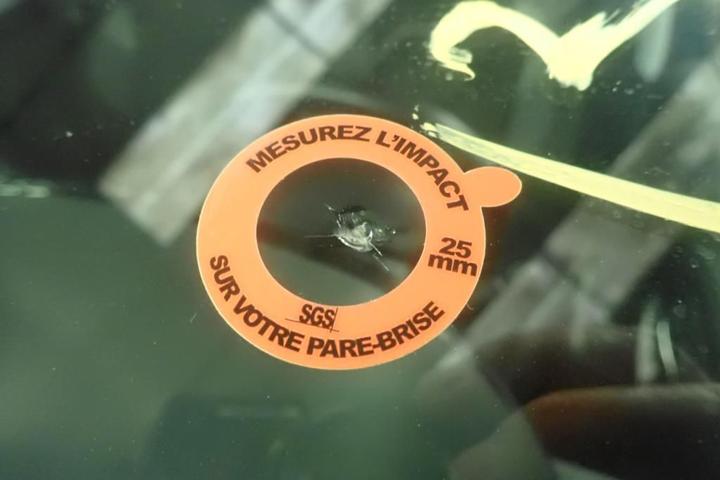 MESUREZ L'IMPACT
25
mm
SGS
SUR VOTRE PARE-BRISE